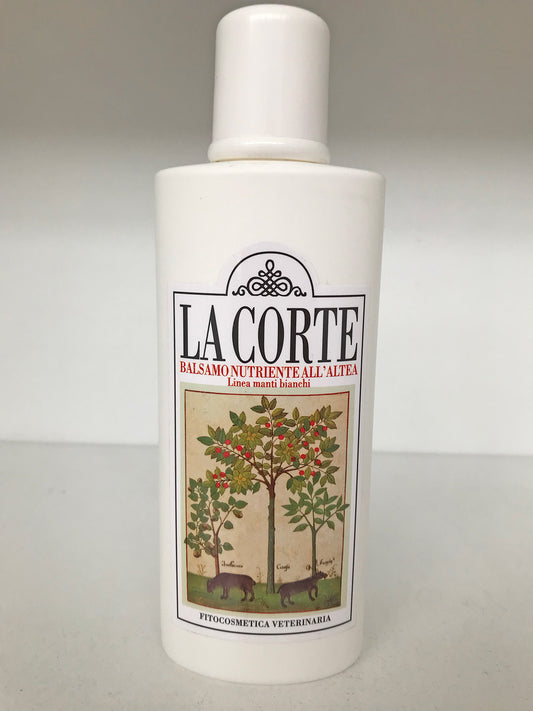 LA CORTE
BALSAMO NUTRIENTE ALL'ALTEA
Linea manti bianchi
FITOCOSMETICA VETERINARIA